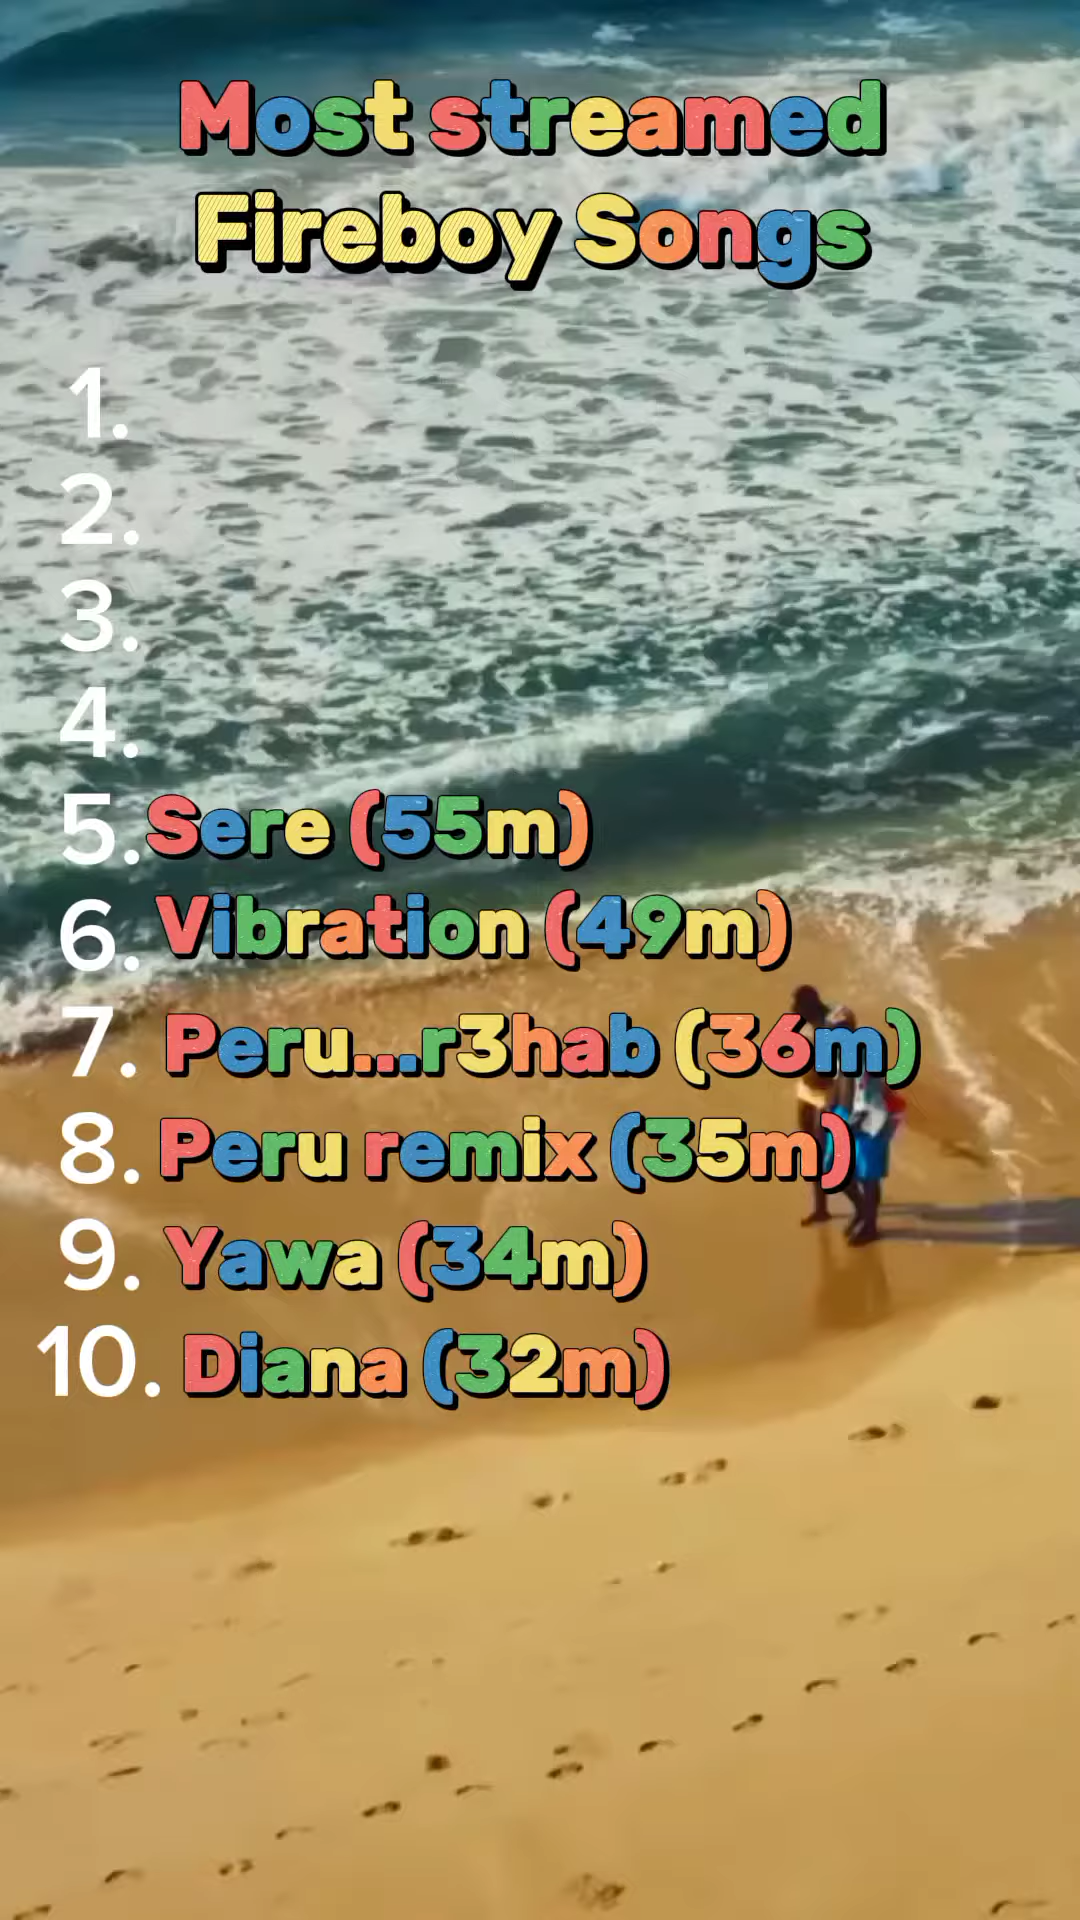 Most streamed
Fireboy Songs
1.
2.
3.
4.
5. Sere (55m)
6. Vibration (49m)
7. Peru...r3hab (36m)
8. Peru remix (35m)
9. Yawa (34m)
10. Diana (32m)